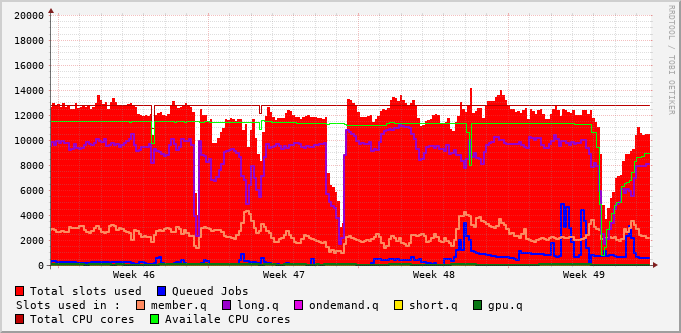 20000
18000
16000
14000
12000
10000
8000
6000
4000
2000
0
Week 46 Week 47 Week 48 Week 49
Total slots used Queued Jobs
Slots used in : member.q long.q ondemand.q short.q gpu.q
Total CPU cores Availale CPU cores
RRDTOOL / TOBI OETIKER